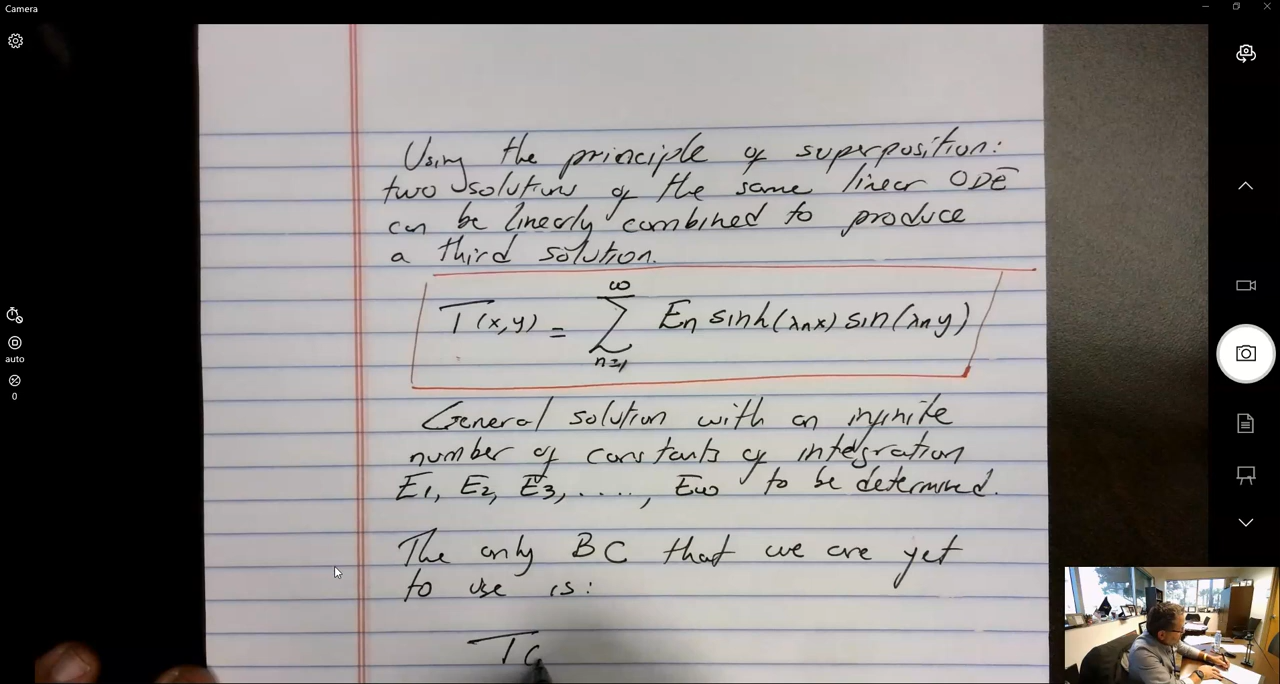 Camera
Using the principle of superposition:
two solutions of the same linear ODE
can be linearly combined to produce
a third solution.
T(x,y) = ∑ n=1 ∞ En sinh(λnx) sin(λny)
General solution with an infinite
number of constants of integration
E1, E2, E3, ....., E∞ to be determined.
The only BC that we are yet
to use is:
T(
auto
0